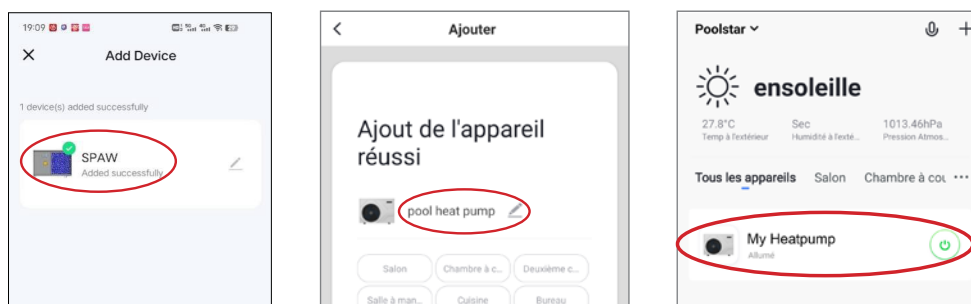 19:09
Add Device
1 device(s) added successfully
SPAW
Added successfully
Ajouter
Ajout de l'appareil
réussi
pool heat pump
Salon Chambre à c... Deuxième c...
Salle à man... Cuisine Bureau
Poolstar
ensoleille
27.8°C Sec 1013.46hPa
Temp à l'extérieur Humidité à l'exté... Pression Atmos...
Tous les appareils Salon Chambre à cou
My Heatpump
Allumé